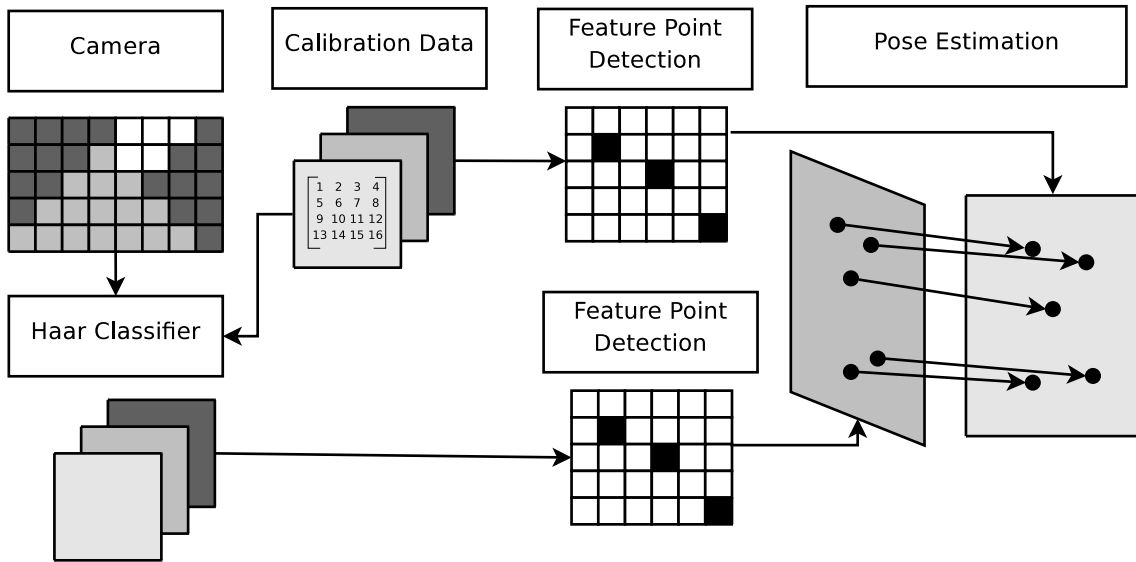 Camera
Calibration Data
Feature Point
Detection
Pose Estimation
1 2 3 4
5 6 7 8
9 10 11 12
13 14 15 16
Haar Classifier
Feature Point
Detection